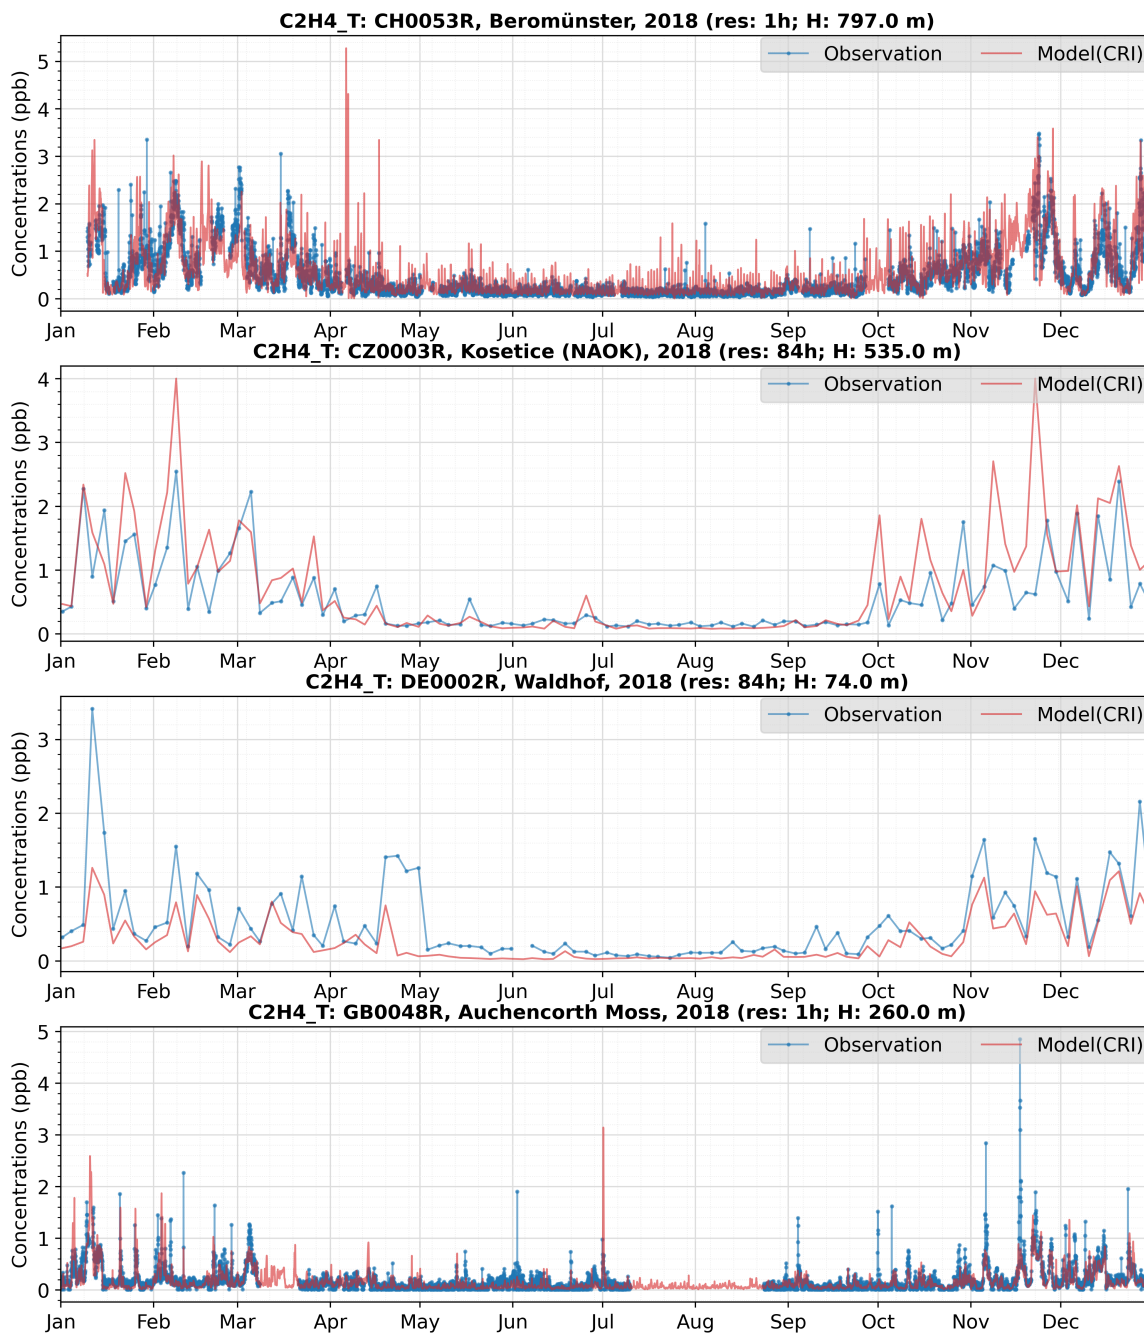 C2H4_T: CH0053R, Beromünster, 2018 (res: 1h; H: 797.0 m)
Observation Model(CRI)
Concentrations (ppb)
5
4
3
2
1
0
Jan Feb Mar Apr May Jun Jul Aug Sep Oct Nov Dec
C2H4_T: CZ0003R, Kosetice (NAOK), 2018 (res: 84h; H: 535.0 m)
Observation Model(CRI)
Concentrations (ppb)
4
3
2
1
0
Jan Feb Mar Apr May Jun Jul Aug Sep Oct Nov Dec
C2H4_T: DE0002R, Waldhof, 2018 (res: 84h; H: 74.0 m)
Observation Model(CRI)
Concentrations (ppb)
3
2
1
0
Jan Feb Mar Apr May Jun Jul Aug Sep Oct Nov Dec
C2H4_T: GB0048R, Auchencorth Moss, 2018 (res: 1h; H: 260.0 m)
Observation Model(CRI)
Concentrations (ppb)
5
4
3
2
1
0
Jan Feb Mar Apr May Jun Jul Aug Sep Oct Nov Dec